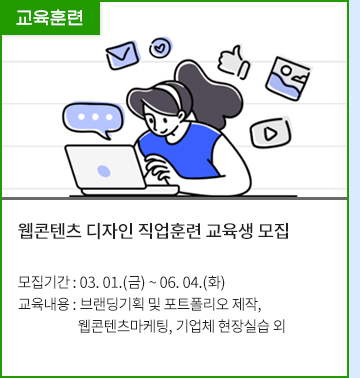 교육훈련
웹콘텐츠 디자인 직업훈련 교육생 모집
모집기간 : 03. 01.(금) ~ 06. 04.(화)
교육내용 : 브랜딩기획 및 포트폴리오 제작,
웹콘텐츠마케팅, 기업체 현장실습 외